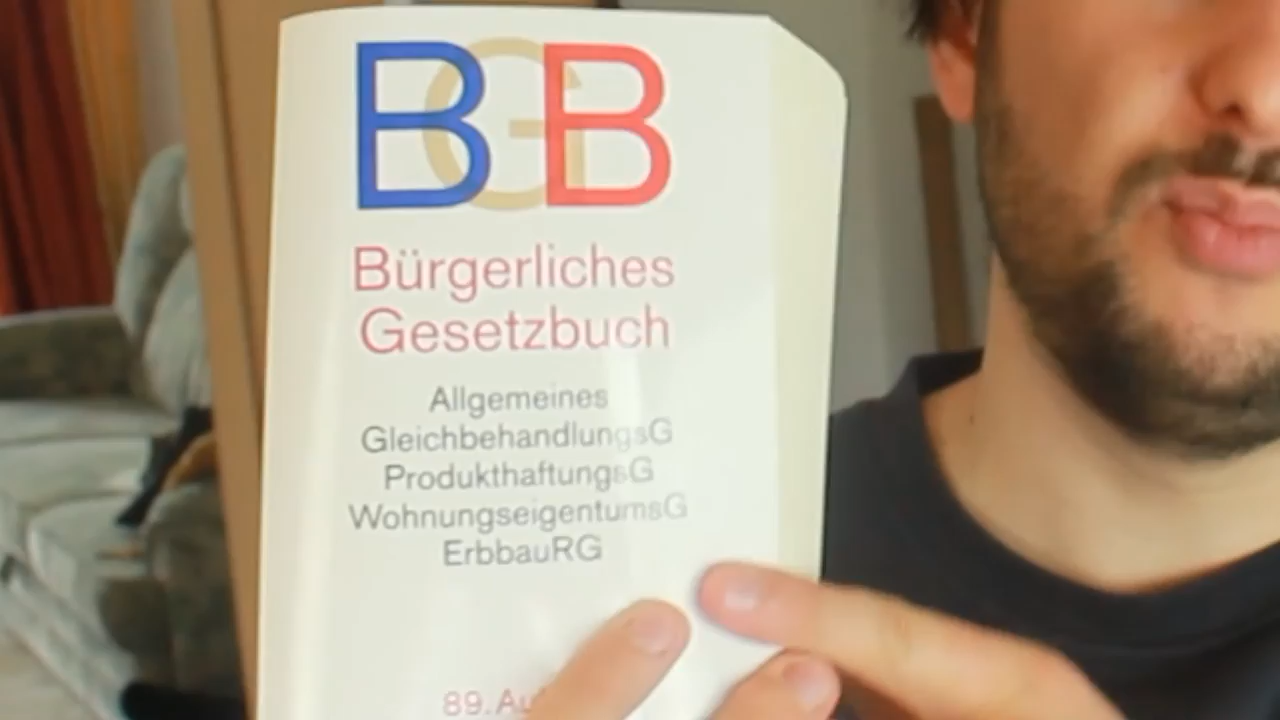 BGB
Bürgerliches
Gesetzbuch
Allgemeines
GleichbehandlungsG
ProdukthaftungsG
WohnungseigentumsG
ErbbauRG
89.